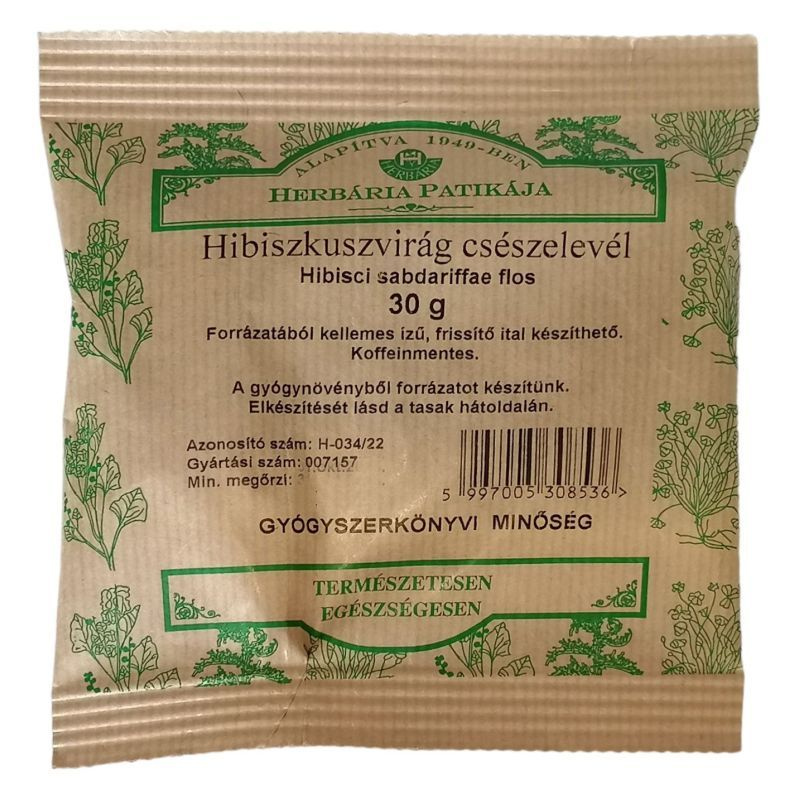 ALAPÍTVA 1949-BEN
HERBÁRIA
HERBÁRIA PATIKÁJA
Hibiszkuszvirág csészelevél
Hibisci sabdariffae flos
30 g
Forrázatából kellemes ízű, frissítő ital készíthető.
Koffeinmentes.
A gyógynövényből forrázatot készítünk.
Elkészítését lásd a tasak hátoldalán.
Azonosító szám: H-034/22
Gyártási szám: 007157
Min. megőrzi:
5 997005 308536 >
GYÓGYSZERKÖNYVI MINŐSÉG
TERMÉSZETESEN
EGÉSZSÉGESEN